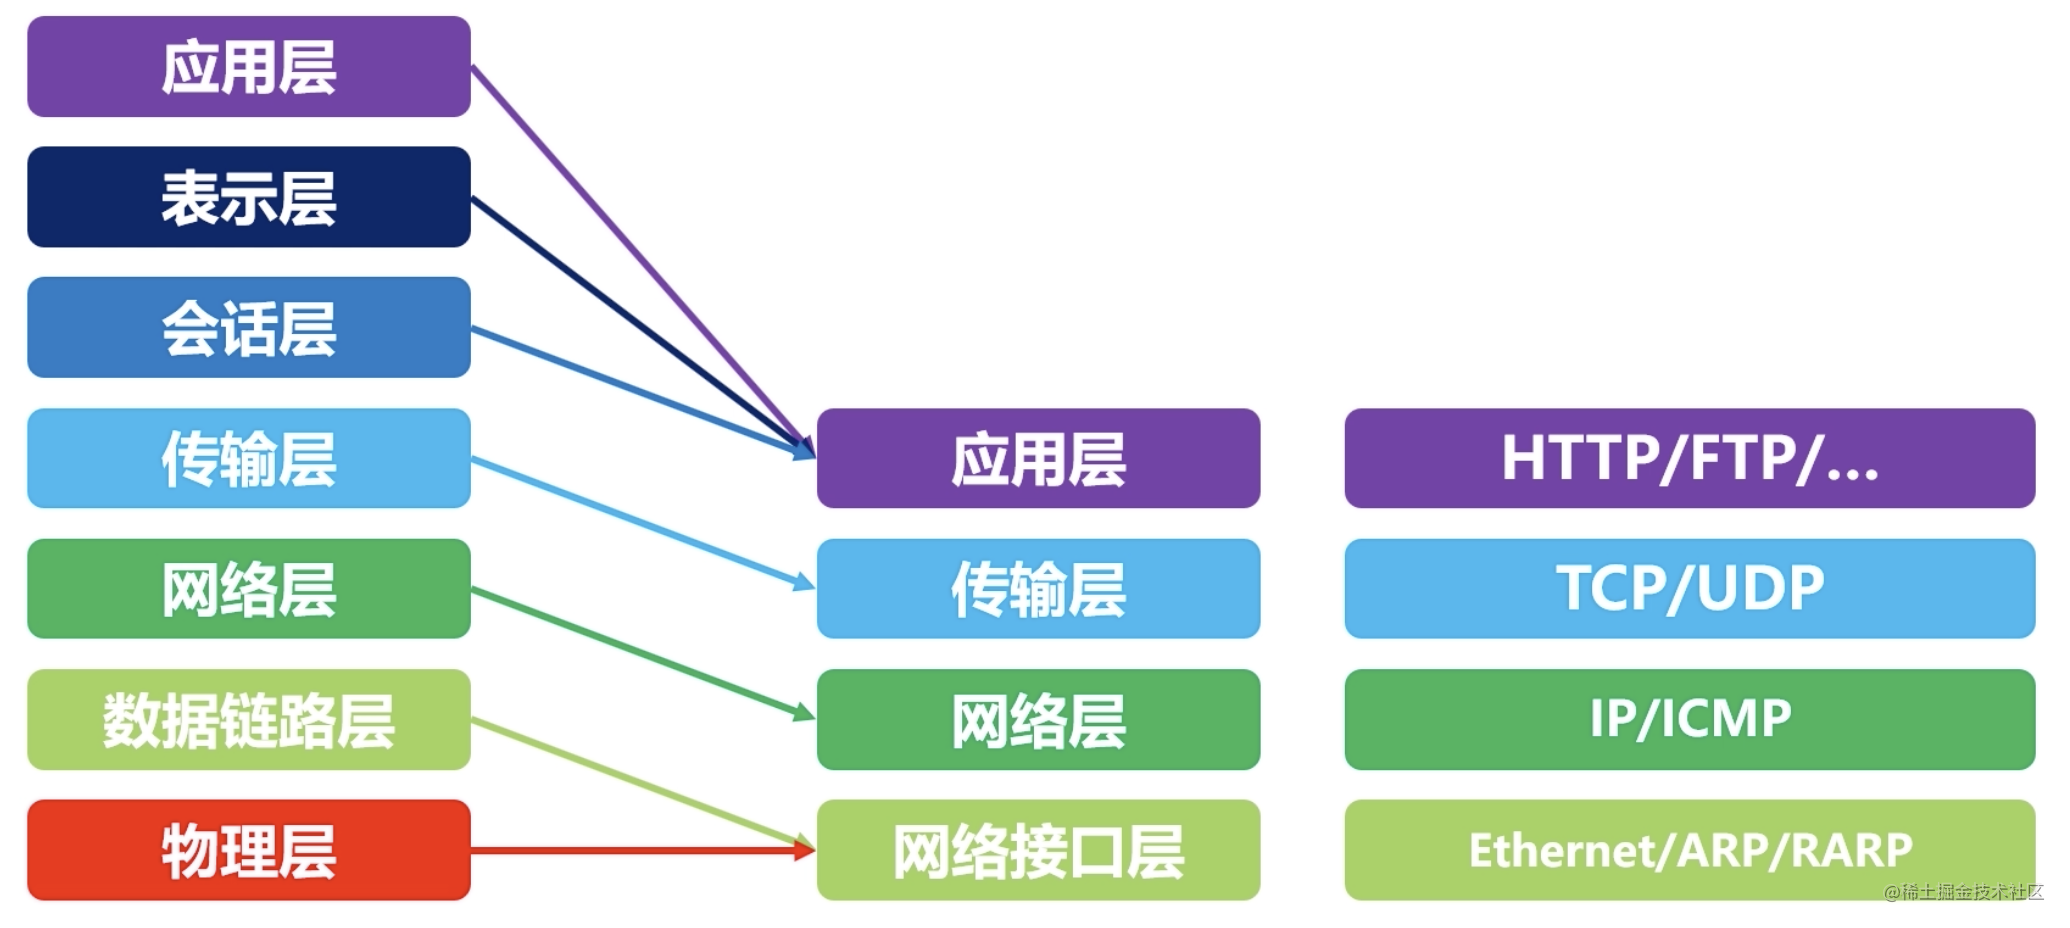 应用层
表示层
会话层
传输层
网络层
数据链路层
物理层
应用层
传输层
网络层
网络接口层
HTTP/FTP/...
TCP/UDP
IP/ICMP
Ethernet/ARP/RARP
@稀土掘金技术社区